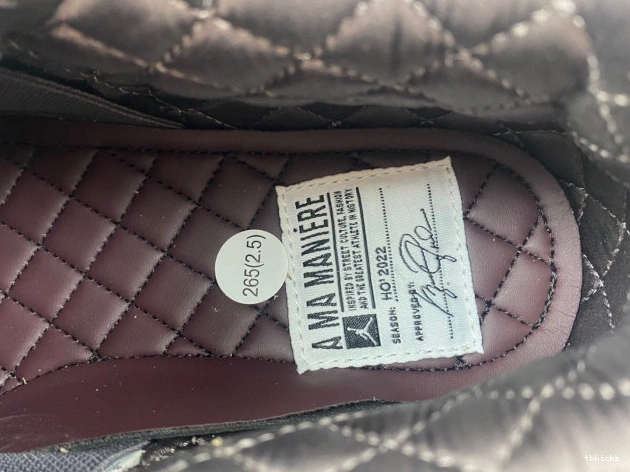 265(2.5)
A MA MANIÉRE
INSPIRED BY STREET CULTURE, FASHION
AND THE GREATEST ATHLETE IN HISTORY
SEASON: HO' 2022
APPROVED BY:
tbkicks